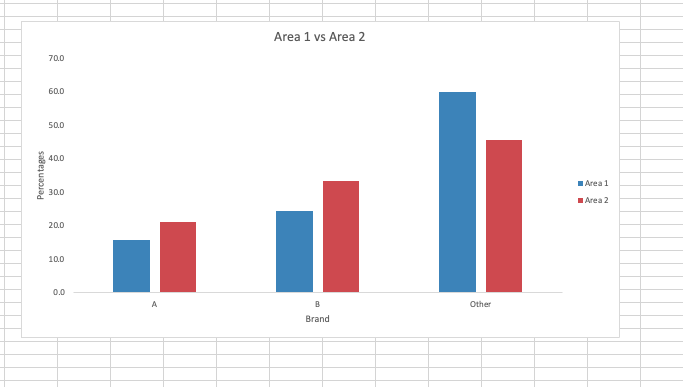 Area 1 vs Area 2
70.0
60.0
50.0
40.0
30.0
20.0
10.0
0.0
Percentages
A
B
Other
Brand
Area 1
Area 2